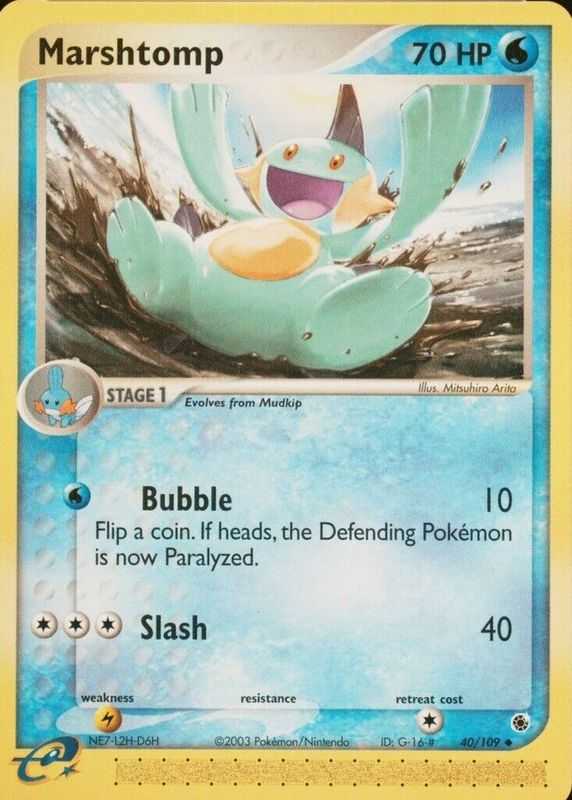 Marshtomp 70 HP
Illus. Mitsuhiro Arita
STAGE 1
Evolves from Mudkip
Bubble 10
Flip a coin. If heads, the Defending Pokémon
is now Paralyzed.
Slash 40
weakness resistance retreat cost
NE7-L2H-D6H ©2003 Pokémon/Nintendo ID: G-16-# 40/109
e